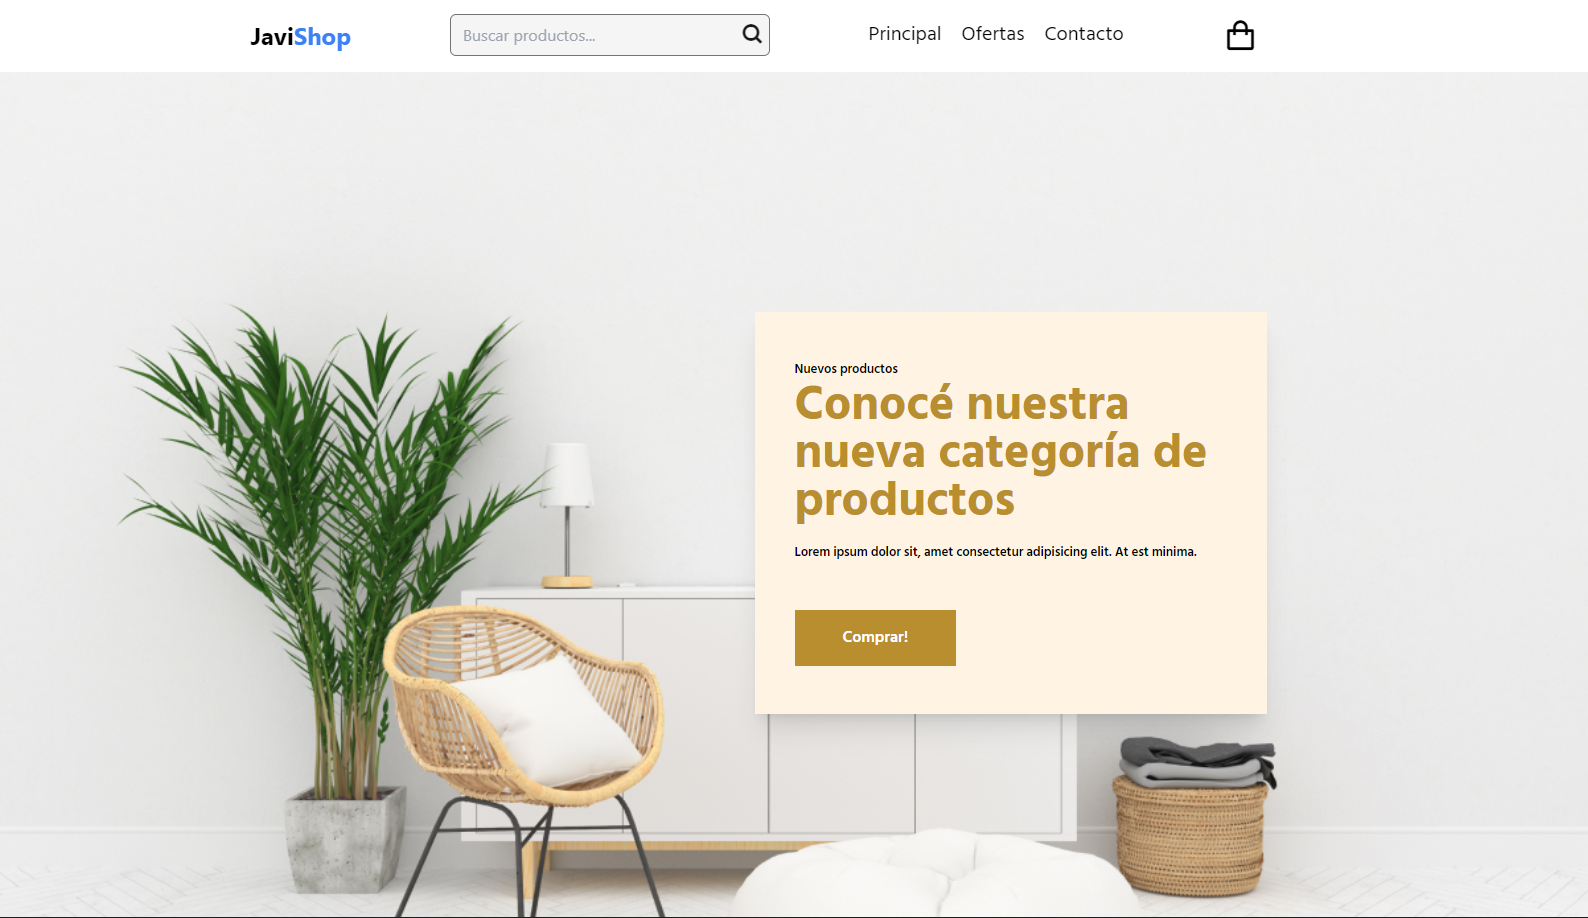 JaviShop
Buscar productos...
Principal
Ofertas
Contacto
Nuevos productos
Conocé nuestra
nueva categoría de
productos
Lorem ipsum dolor sit, amet consectetur adipisicing elit. At est minima.
Comprar!